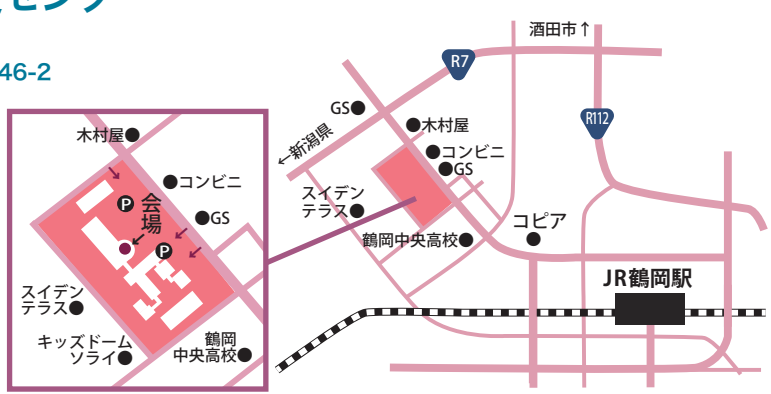 センター
46-2
木村屋
コンビニ
P
会場
GS
P
スイデン
テラス
キッズドーム
ソライ
鶴岡
中央高校
酒田市↑
R7
R112
GS
木村屋
←新潟県
コンビニ
GS
スイデン
テラス
鶴岡中央高校
コピア
JR鶴岡駅